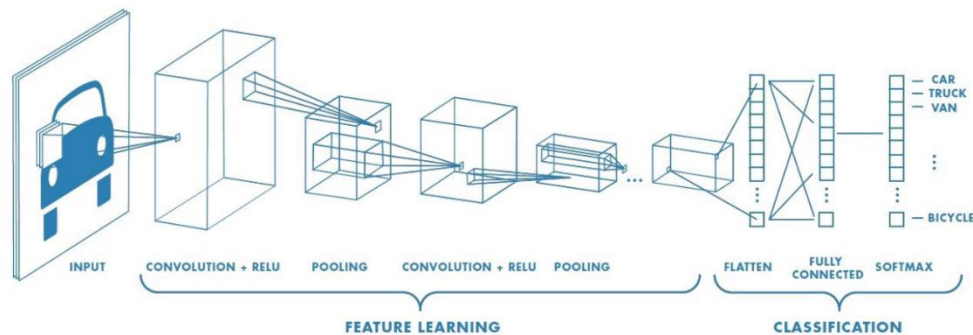 CAR
TRUCK
VAN
BICYCLE
INPUT
CONVOLUTION + RELU
POOLING
CONVOLUTION + RELU
POOLING
FLATTEN
FULLY
CONNECTED
SOFTMAX
FEATURE LEARNING
CLASSIFICATION